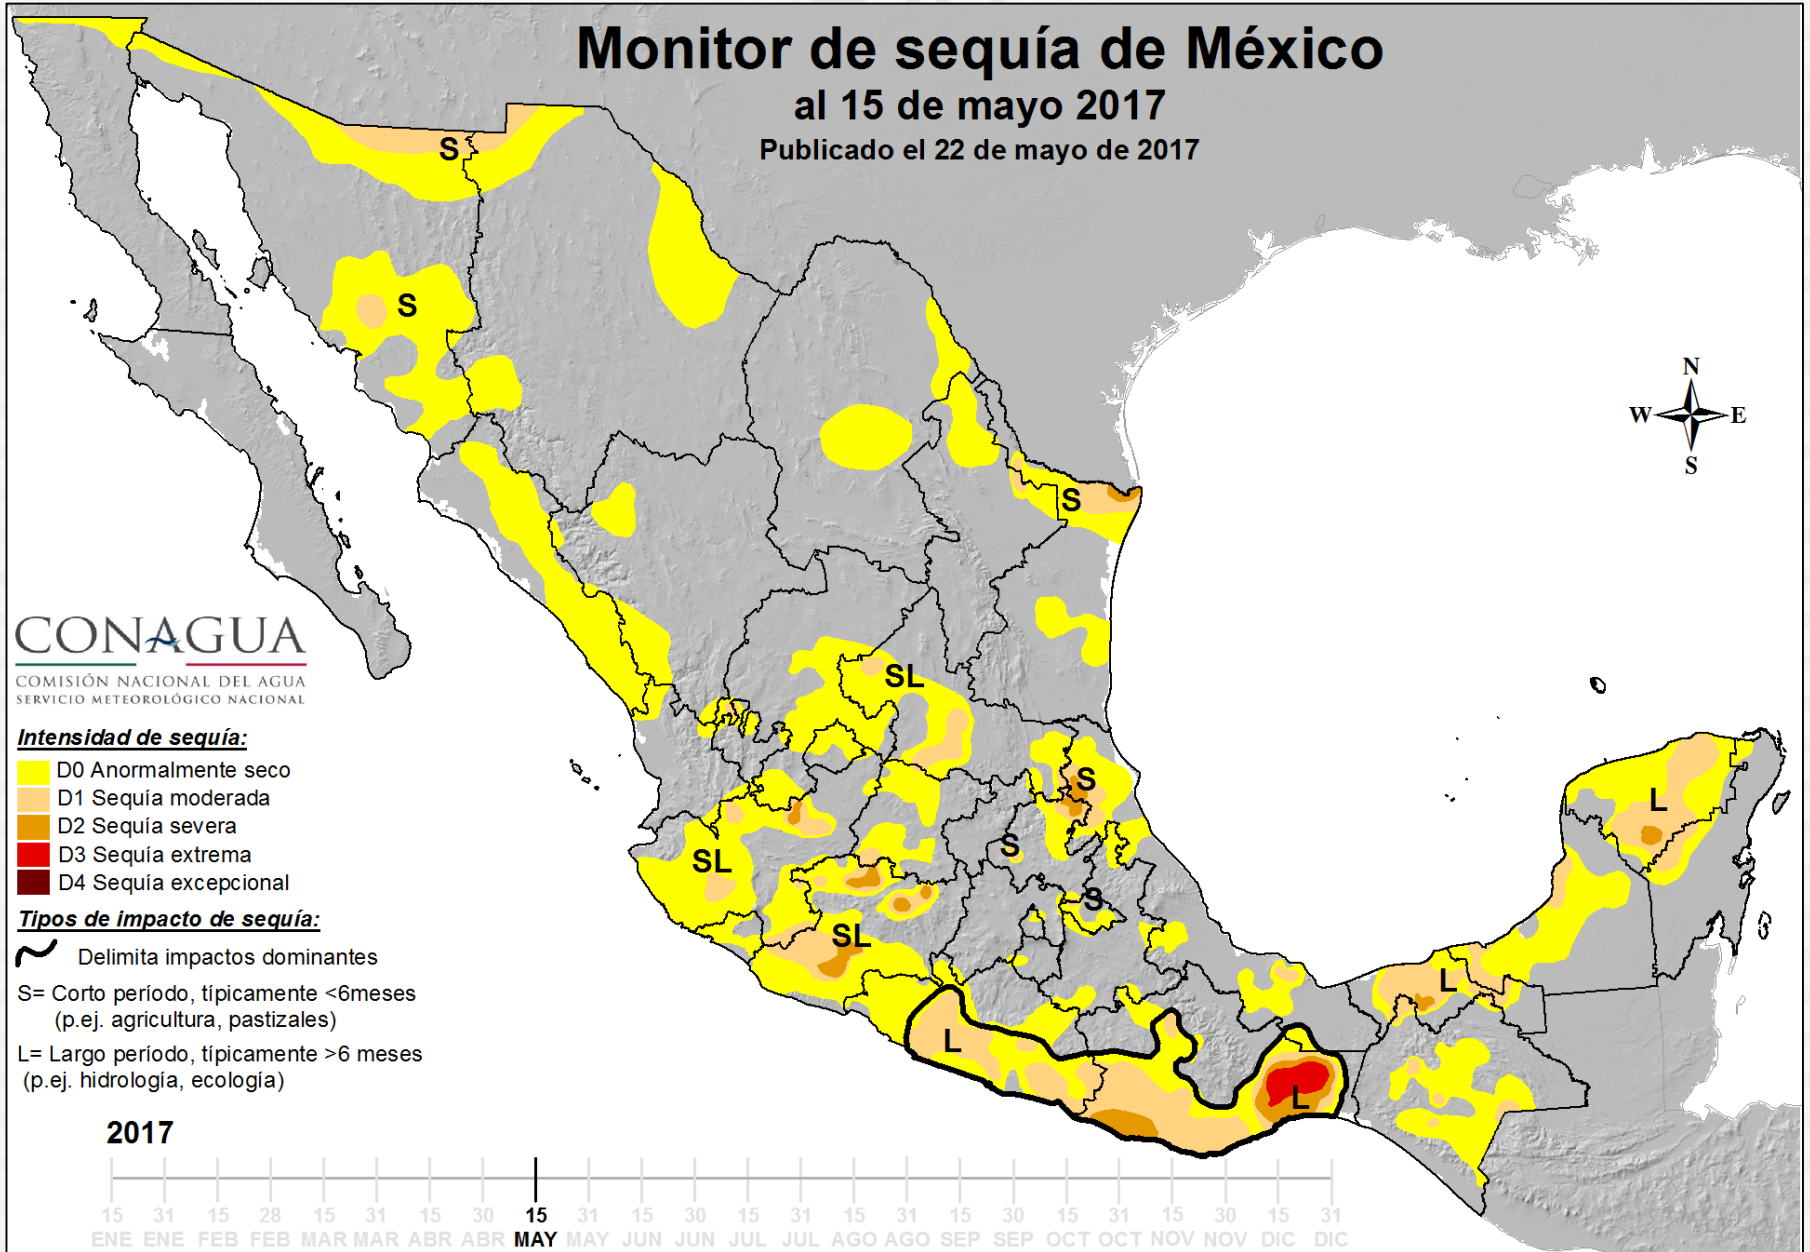 Monitor de sequía de México
al 15 de mayo 2017
Publicado el 22 de mayo de 2017
S
S
N
W E
S
S
SL
S
L
S
SL
S
SL
L
L
L
CONAGUA
COMISIÓN NACIONAL DEL AGUA
SERVICIO METEOROLÓGICO NACIONAL
Intensidad de sequía:
D0 Anormalmente seco
D1 Sequía moderada
D2 Sequía severa
D3 Sequía extrema
D4 Sequía excepcional
Tipos de impacto de sequía:
Delimita impactos dominantes
S= Corto período, típicamente <6meses
(p.ej. agricultura, pastizales)
L= Largo período, típicamente >6 meses
(p.ej. hidrología, ecología)
2017
15 31 15 28 15 31 15 30 15 31 15 30 15 31 15 31 15 30 15 31 15 30 15 31
ENE ENE FEB FEB MAR MAR ABR ABR MAY MAY JUN JUN JUL JUL AGO AGO SEP SEP OCT OCT NOV NOV DIC DIC